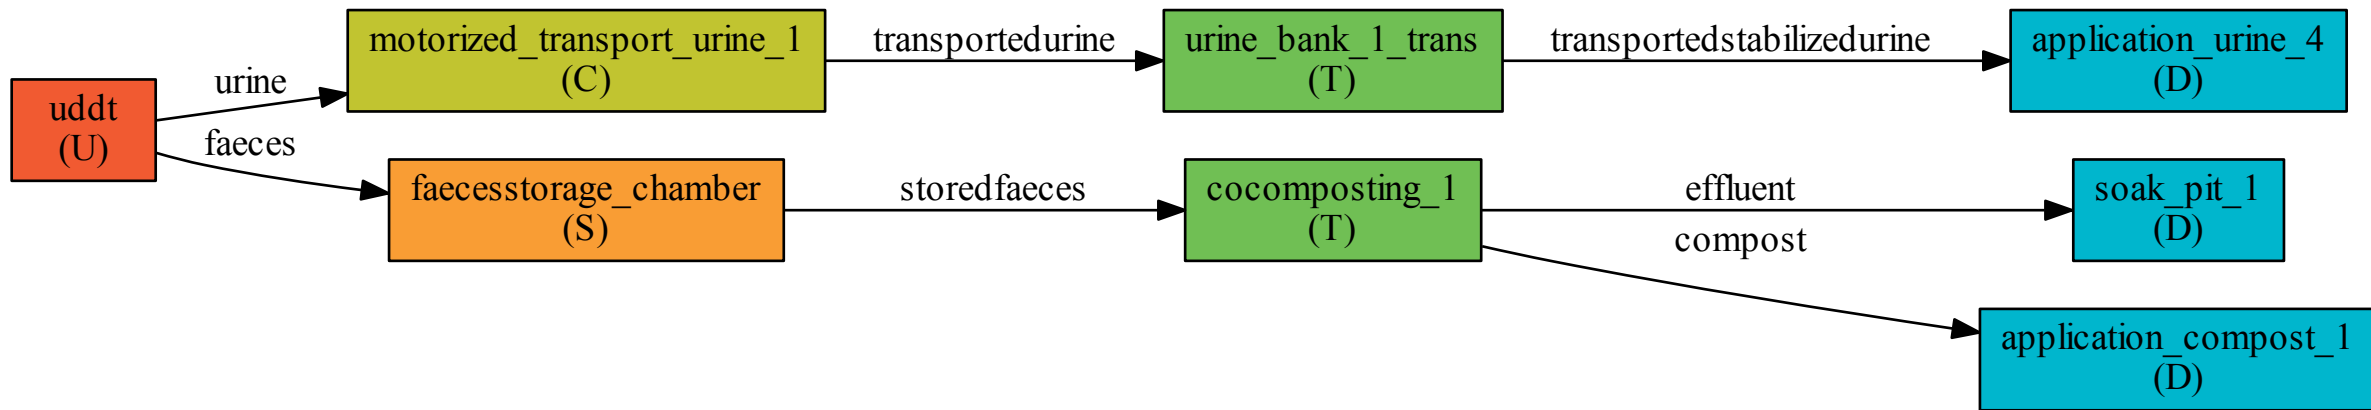 uddt
(U)
urine
faeces
motorized_transport_urine_1
(C)
transportedurine
urine_bank_1_trans
(T)
transportedstabilizedurine
application_urine_4
(D)
faecesstorage_chamber
(S)
storedfaeces
cocomposting_1
(T)
effluent
soak_pit_1
(D)
compost
application_compost_1
(D)